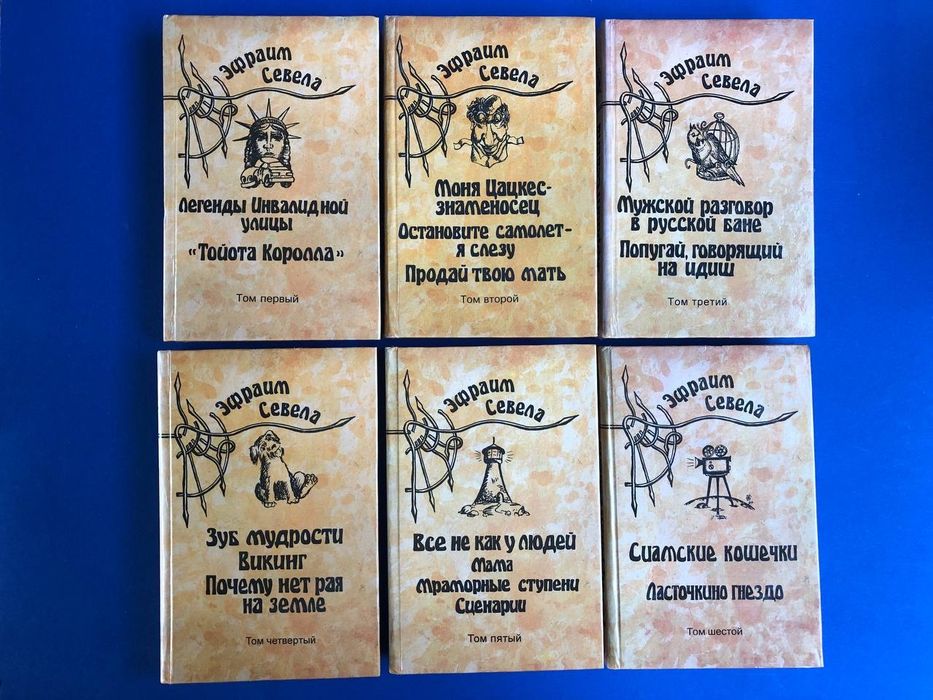 Эфраим
Севела
Легенды Инвалидной
улицы
«Тойота Королла»
Том первый
Эфраим
Севела
Моня Цацкес-
знаменосец
Остановите самолет-
я слезу
Продай твою мать
Том второй
Эфраим
Севела
Мужской разговор
в русской бане
Попугай, говорящий
на идиш
Том третий
Эфраим
Севела
Зуб мудрости
Викинг
Почему нет рая
на земле
Том четвертый
Эфраим
Севела
Все не как у людей
Мама
Мраморные ступени
Сценарии
Том пятый
Эфраим
Севела
Сиамские кошечки
Ласточкино гнездо
Том шестой